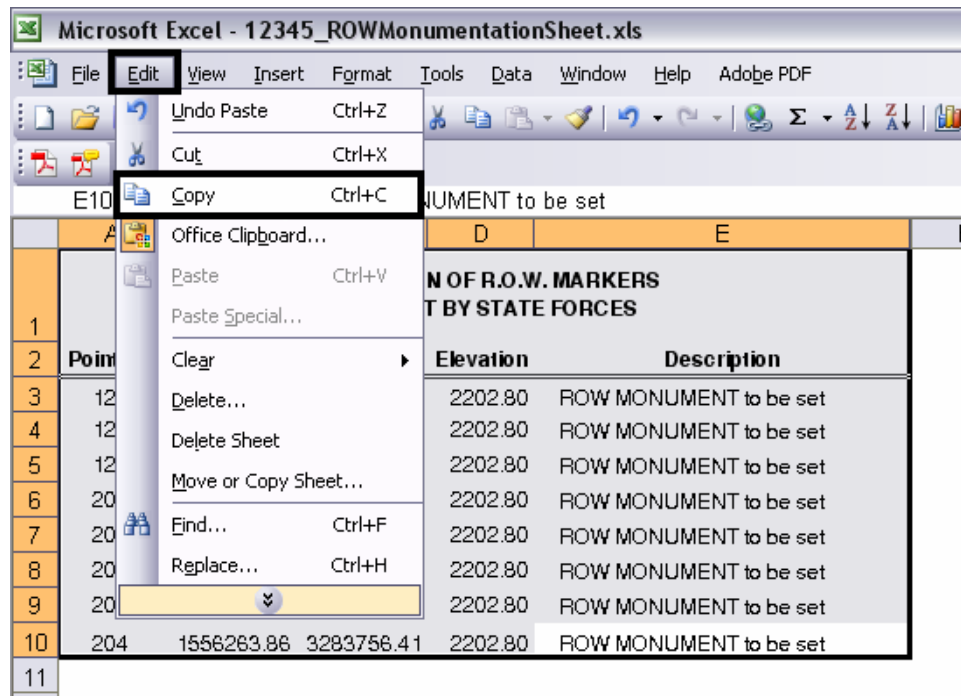 Microsoft Excel - 12345_ROWMonumentationSheet.xls
File Edit View Insert Format Tools Data Window Help Adobe PDF
Undo Paste Ctrl+Z
Cut Ctrl+X
E10 Copy Ctrl+C to be set
A Office Clipboard... D E
Paste Ctrl+V N OF R.O.W. MARKERS
1 Paste Special... T BY STATE FORCES
2 Clear Elevation Description
3 12 Delete... 2202.80 ROW MONUMENT to be set
4 12 Delete Sheet 2202.80 ROW MONUMENT to be set
5 12 Move or Copy Sheet... 2202.80 ROW MONUMENT to be set
6 20 2202.80 ROW MONUMENT to be set
7 20 Find... Ctrl+F 2202.80 ROW MONUMENT to be set
8 20 Replace... Ctrl+H 2202.80 ROW MONUMENT to be set
9 20 2202.80 ROW MONUMENT to be set
10 204 1556263.86 3283756.41 2202.80 ROW MONUMENT to be set
11